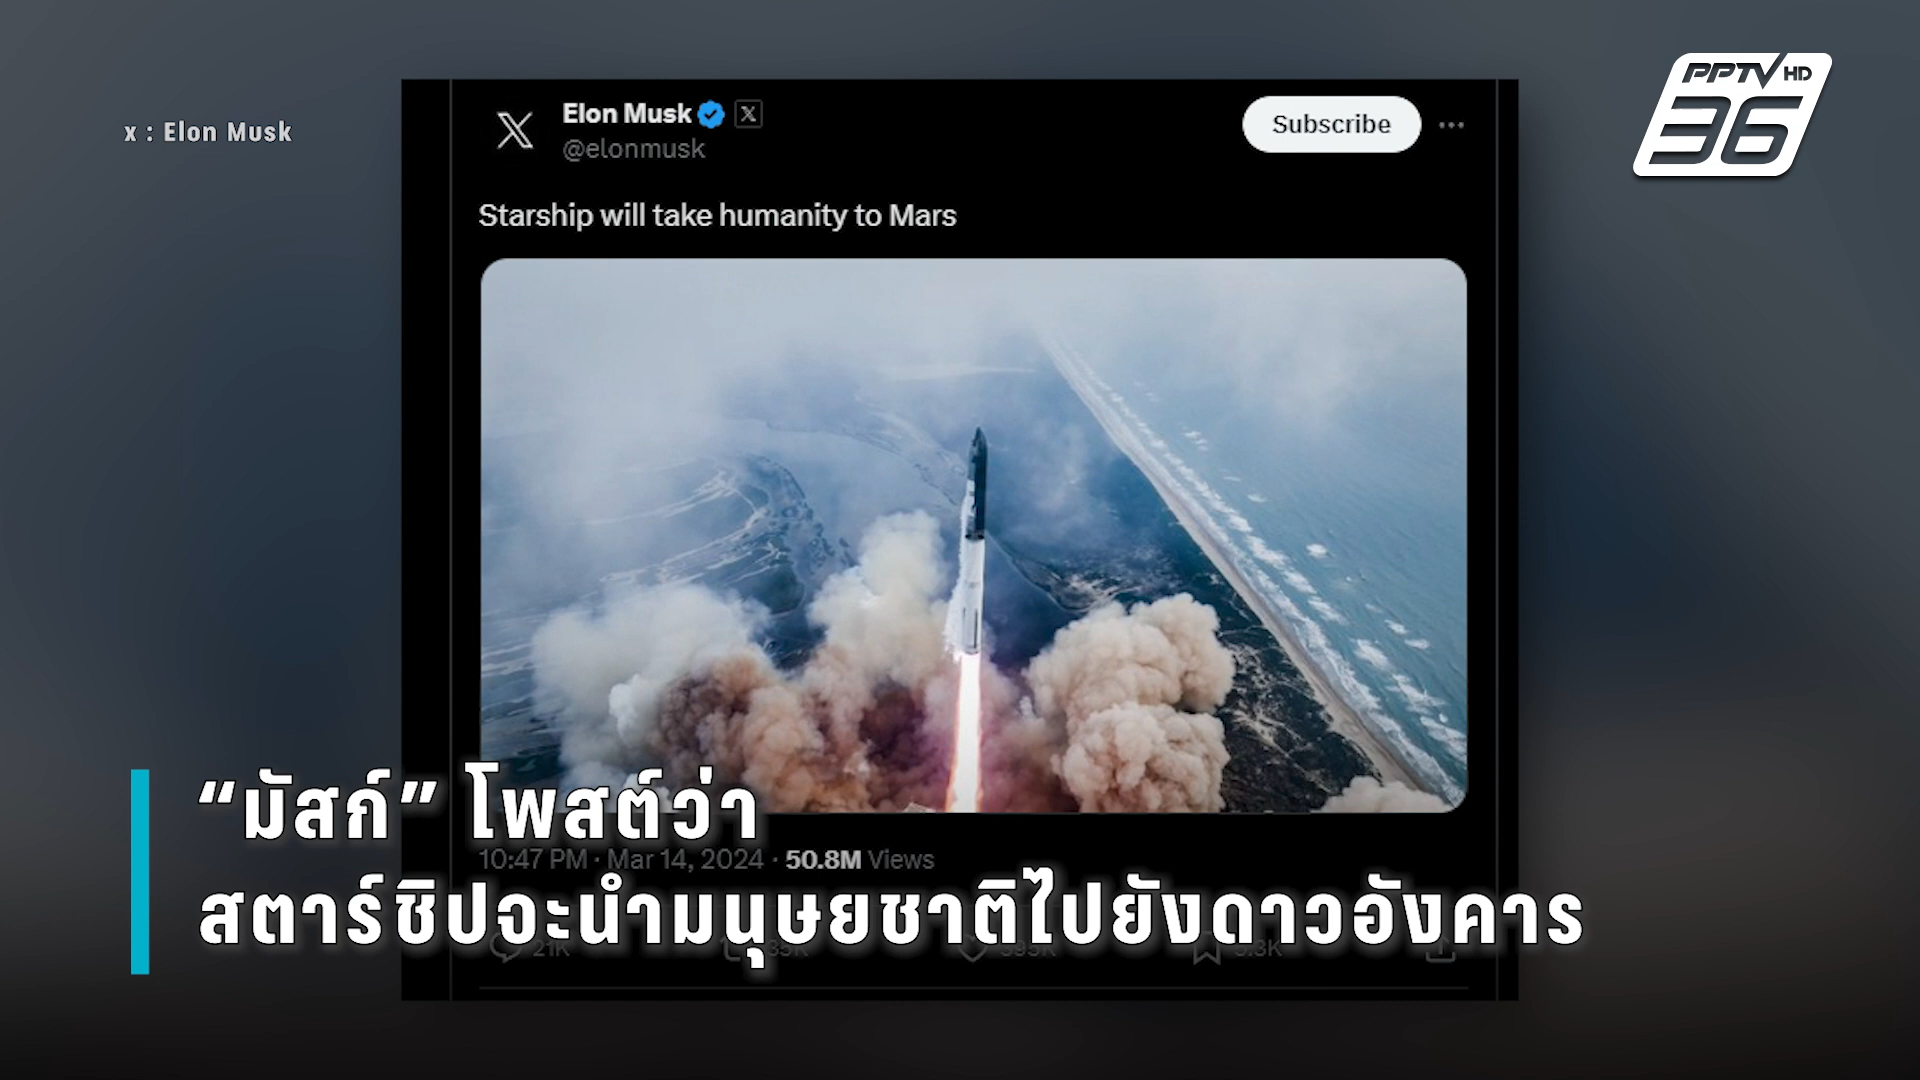 x : Elon Musk
PPTV HD
36
Elon Musk
@elonmusk
Subscribe
Starship will take humanity to Mars
“มัสก์” โพสต์ว่า
10:47 PM · Mar 14, 2024 · 50.8M Views
สตาร์ชิปจะนำมนุษยชาติไปยังดาวอังคาร
21K